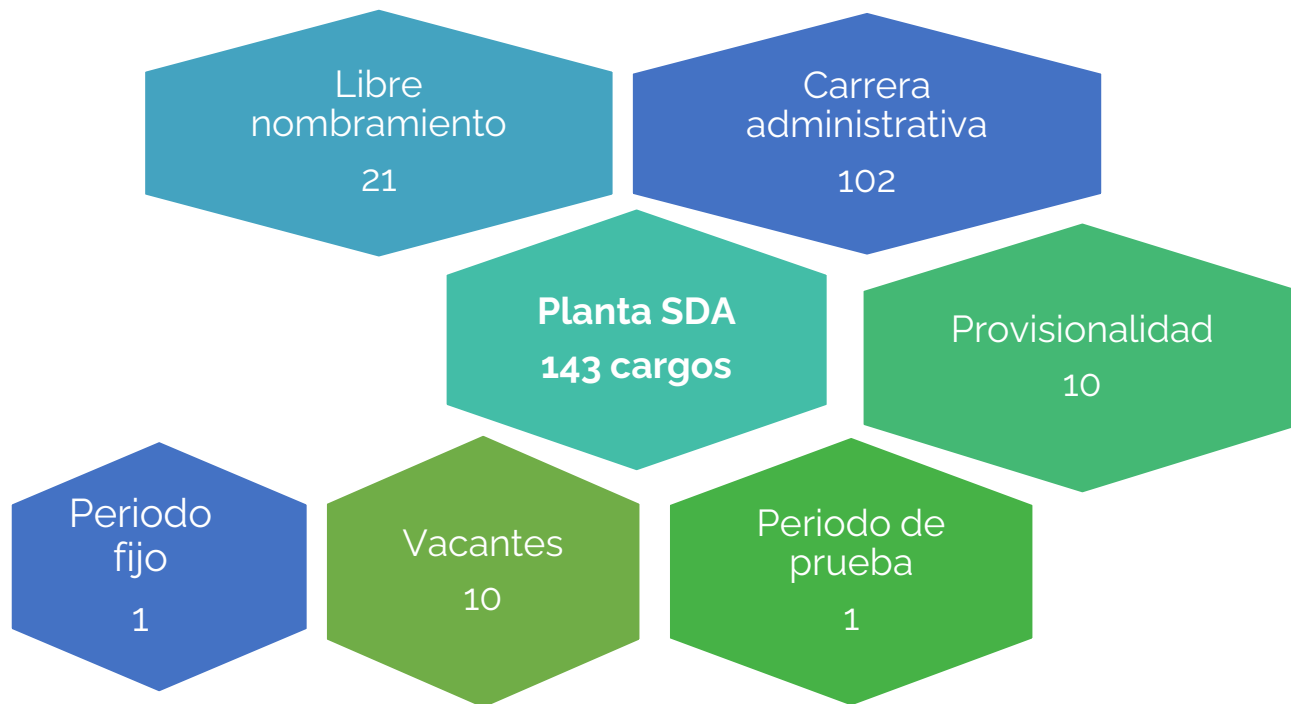 Libre
nombramiento
21
Carrera
administrativa
102
Planta SDA
143 cargos
Provisionalidad
10
Periodo
fijo
1
Vacantes
10
Periodo de
prueba
1